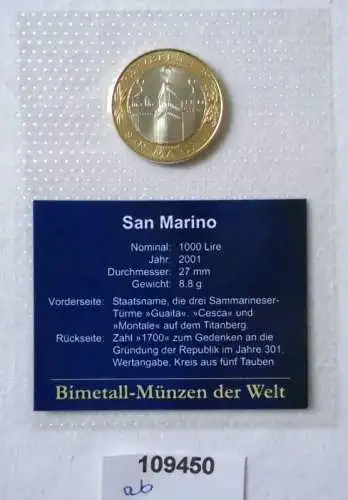 San Marino
Nominal: 1000 Lire
Jahr: 2001
Durchmesser: 27 mm
Gewicht: 8.8 g
Vorderseite: Staatsname, die drei Sammarineser-
Türme »Guaita«, »Cesca« und
»Montale« auf dem Titanberg.
Rückseite: Zahl »1700« zum Gedenken an die
Gründung der Republik im Jahre 301,
Wertangabe, Kreis aus fünf Tauben.
Bimetall-Münzen der Welt
109450
ab